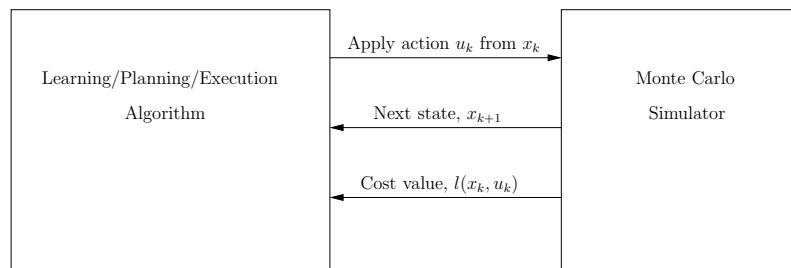 Learning/Planning/Execution
Algorithm
Apply action $u_k$ from $x_k$
Next state, $x_{k+1}$
Cost value, $l(x_k, u_k)$
Monte Carlo
Simulator